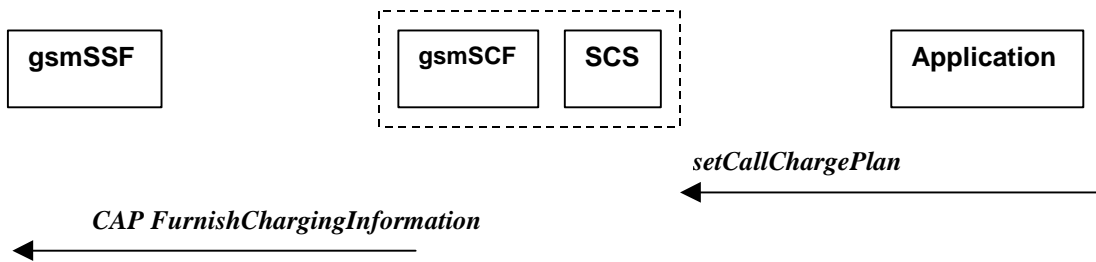 gsmSSF
gsmSCF
SCS
Application
setCallChargePlan
CAP FurnishChargingInformation